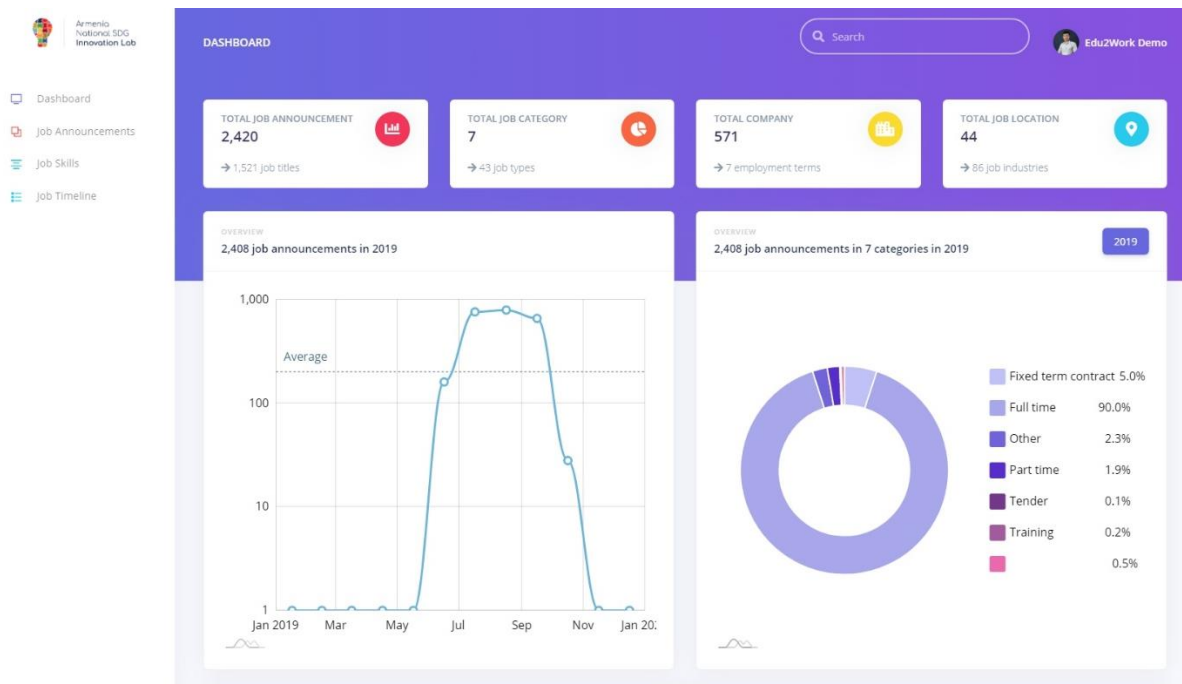 Armenia
National SDG
Innovation Lab
DASHBOARD
Search
Edu2Work Demo
Dashboard
Job Announcements
Job Skills
Job Timeline
TOTAL JOB ANNOUNCEMENT
2,420
→ 1,521 job titles
TOTAL JOB CATEGORY
7
→ 43 job types
TOTAL COMPANY
571
→ 7 employment terms
TOTAL JOB LOCATION
44
→ 86 job industries
OVERVIEW
2,408 job announcements in 2019
1,000
Average
100
10
1
Jan 2019 Mar May Jul Sep Nov Jan 20:
OVERVIEW
2,408 job announcements in 7 categories in 2019
2019
Fixed term contract 5.0%
Full time 90.0%
Other 2.3%
Part time 1.9%
Tender 0.1%
Training 0.2%
0.5%